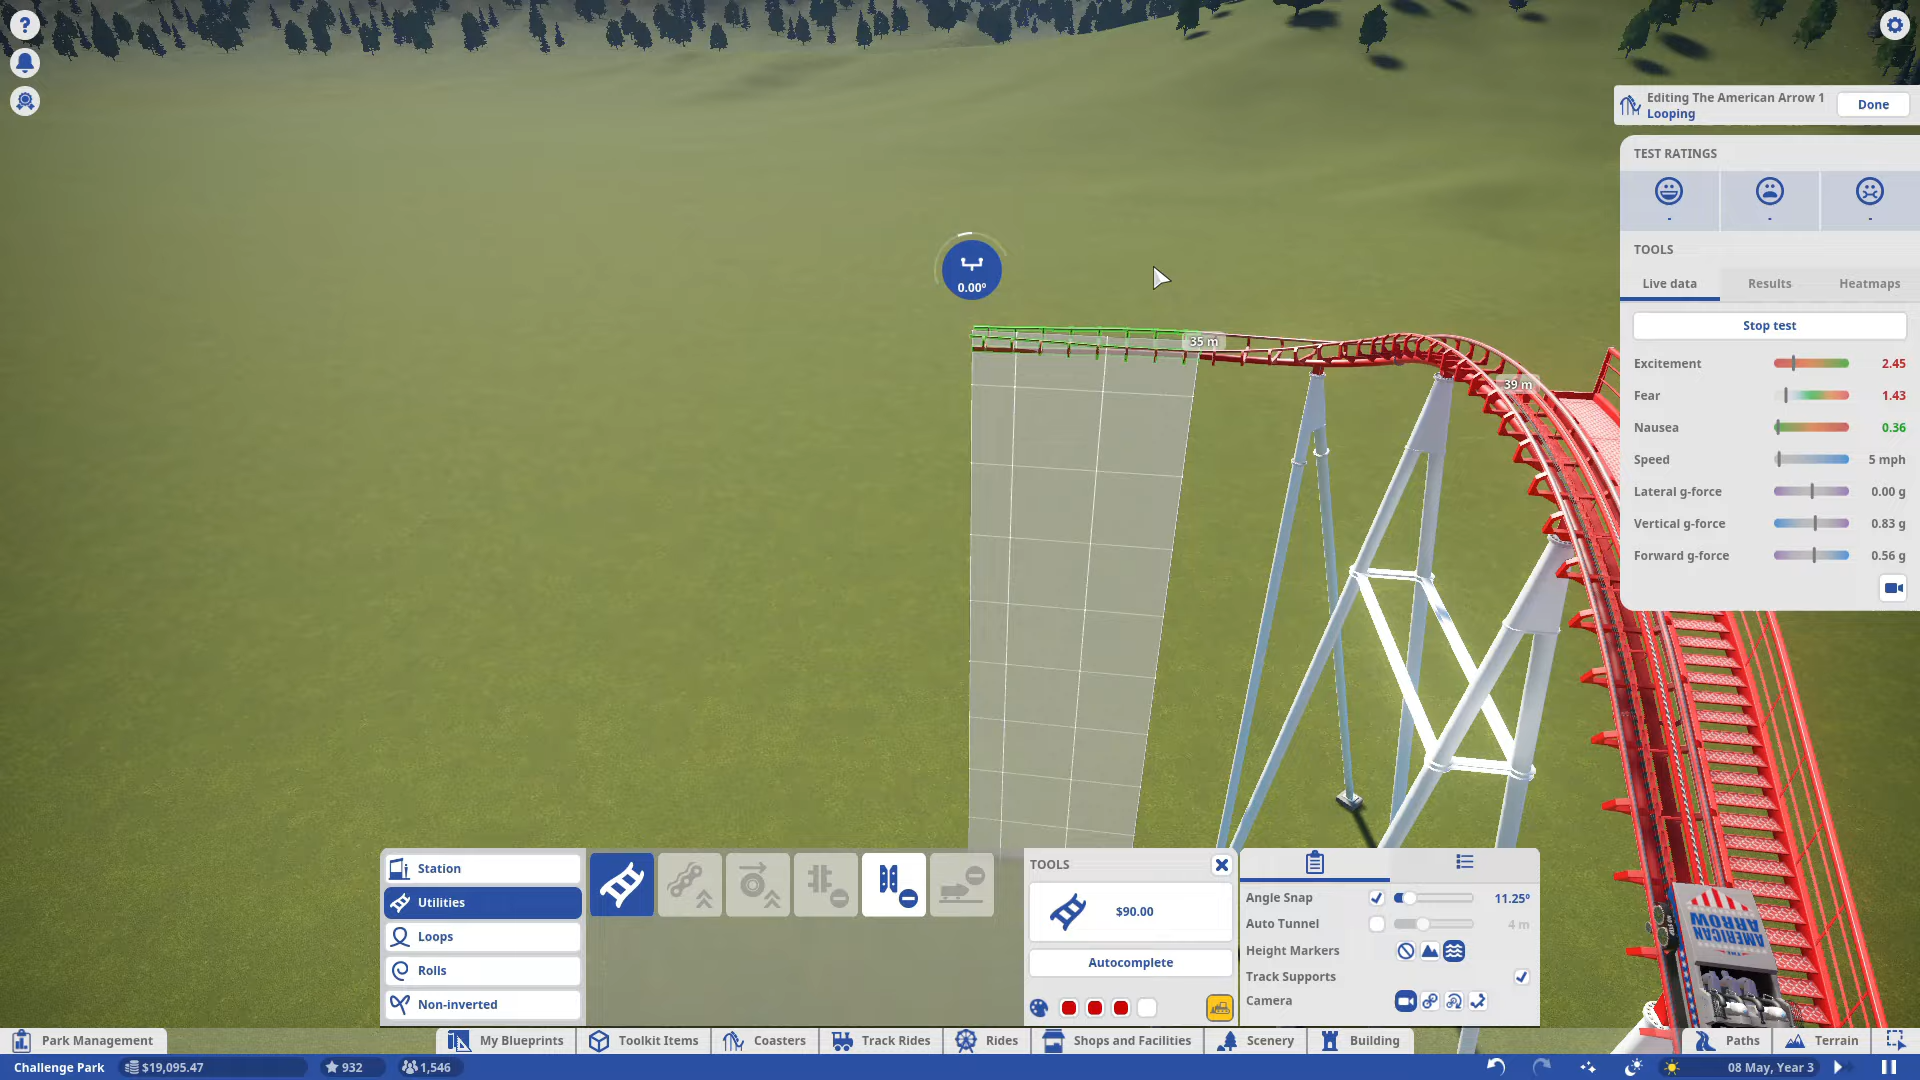 ?
Editing The American Arrow 1
Looping
Done
TEST RATINGS
- - -
TOOLS
Live data Results Heatmaps
Stop test
Excitement 2.45
Fear 1.43
Nausea 0.36
Speed 5 mph
Lateral g-force 0.00 g
Vertical g-force 0.83 g
Forward g-force 0.56 g
0.00°
35 m
39 m
AMERICAN
ARROW
Station
Utilities
Loops
Rolls
Non-inverted
TOOLS
$90.00
Autocomplete
Angle Snap 11.25°
Auto Tunnel 4 m
Height Markers
Track Supports
Camera
Park Management My Blueprints Toolkit Items Coasters Track Rides Rides Shops and Facilities Scenery Building Paths Terrain
Challenge Park $19,095.47 932 1,546 08 May, Year 3